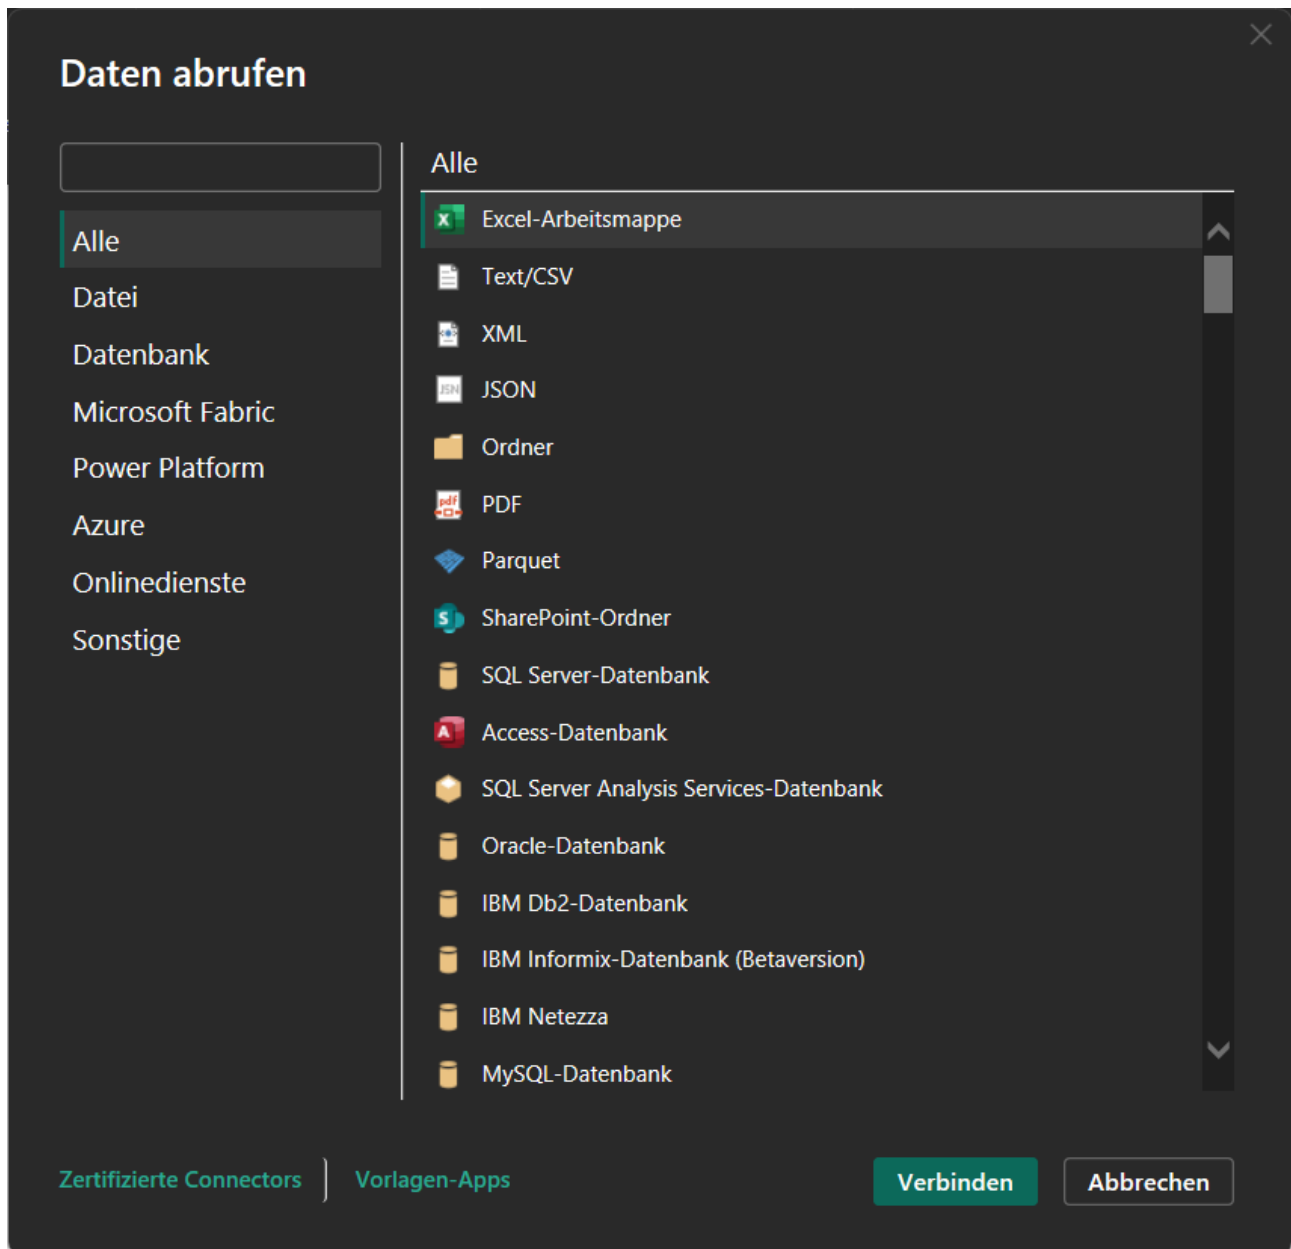 Daten abrufen
Alle
Datei
Datenbank
Microsoft Fabric
Power Platform
Azure
Onlinedienste
Sonstige
Alle
Excel-Arbeitsmappe
Text/CSV
XML
JSN JSON
Ordner
pdf PDF
Parquet
SharePoint-Ordner
SQL Server-Datenbank
Access-Datenbank
SQL Server Analysis Services-Datenbank
Oracle-Datenbank
IBM Db2-Datenbank
IBM Informix-Datenbank (Betaversion)
IBM Netezza
MySQL-Datenbank
Zertifizierte Connectors
Vorlagen-Apps
Verbinden
Abbrechen